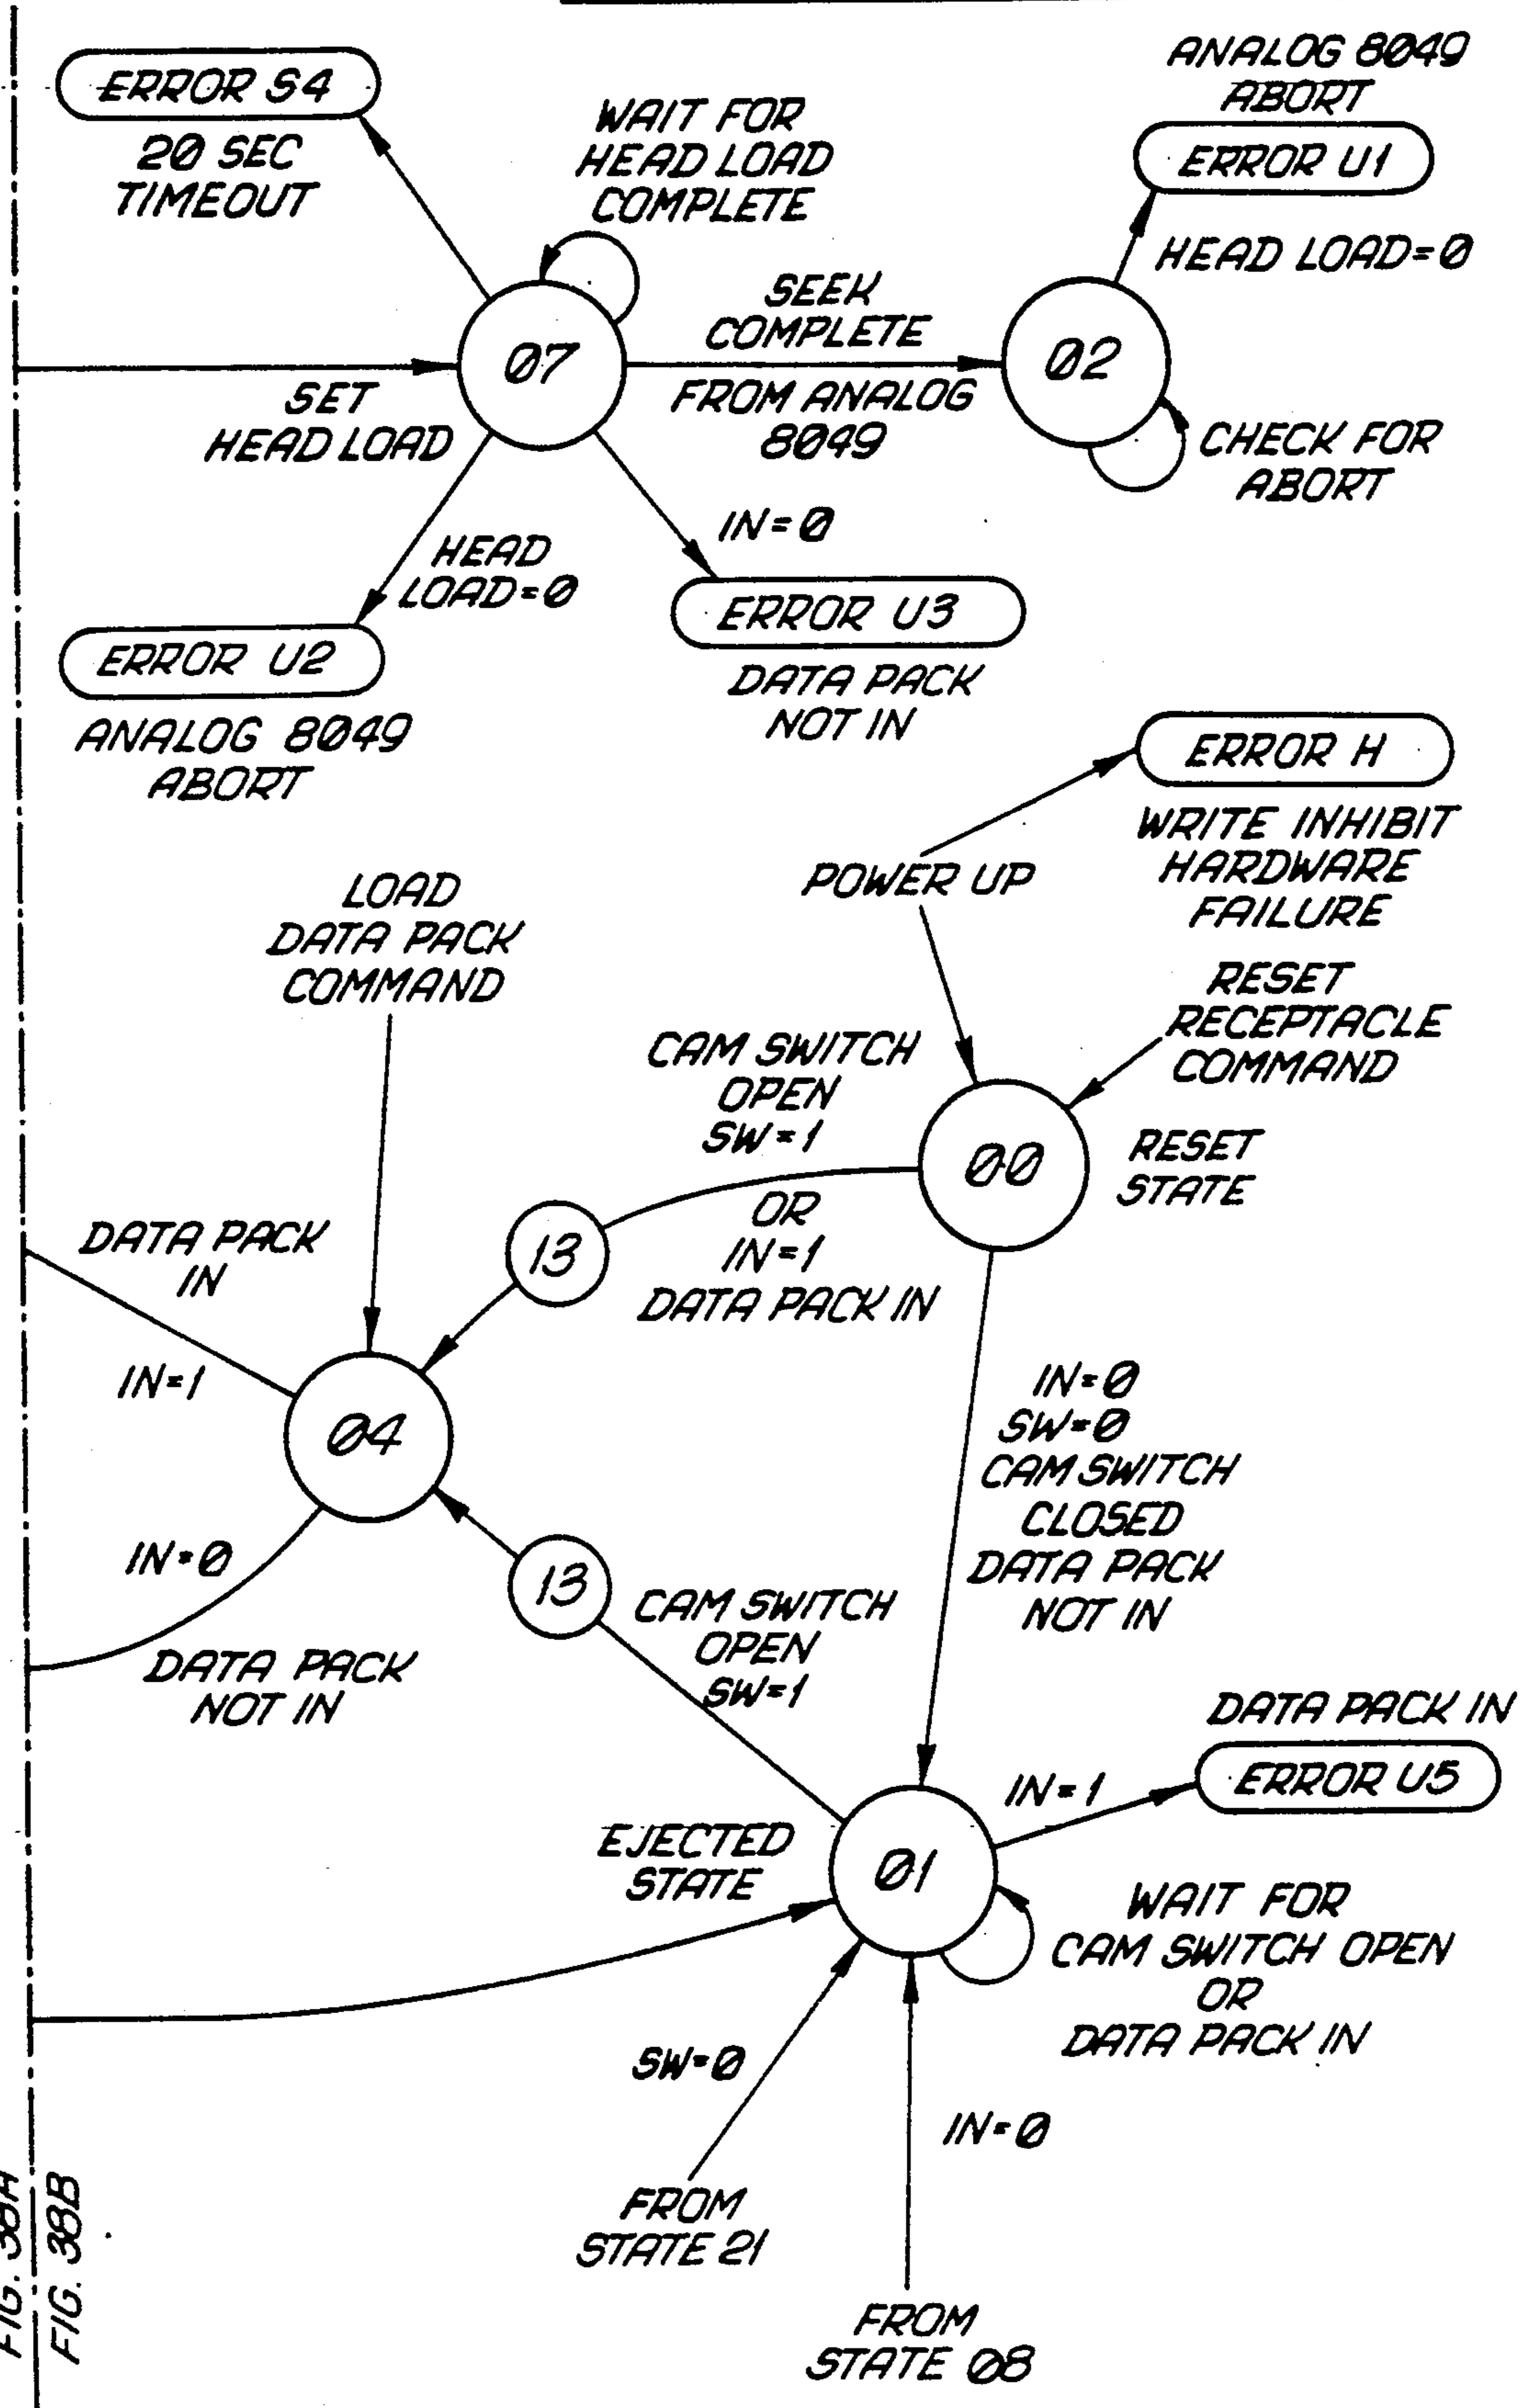 ERROR S4
20 SEC
TIMEOUT
WAIT FOR
HEAD LOAD
COMPLETE
ANALOG 8049
ABORT
ERROR U1
HEAD LOAD=0
SET
HEAD LOAD
07
SEEK
COMPLETE
FROM ANALOG
8049
02
CHECK FOR
ABORT
HEAD
LOAD=0
IN=0
ERROR U2
ANALOG 8049
ABORT
ERROR U3
DATA PACK
NOT IN
ERROR H
WRITE INHIBIT
HARDWARE
FAILURE
POWER UP
LOAD
DATA PACK
COMMAND
RESET
RECEPTACLE
COMMAND
CAM SWITCH
OPEN
SW=1
OR
IN=1
DATA PACK IN
00
RESET
STATE
13
DATA PACK
IN
IN=1
04
IN=0
DATA PACK
NOT IN
13
CAM SWITCH
OPEN
SW=1
IN=0
SW=0
CAM SWITCH
CLOSED
DATA PACK
NOT IN
DATA PACK IN
ERROR U5
IN=1
EJECTED
STATE
01
WAIT FOR
CAM SWITCH OPEN
OR
DATA PACK IN
SW=0
IN=0
FROM
STATE 21
FROM
STATE 08
FIG. 38A
FIG. 38B